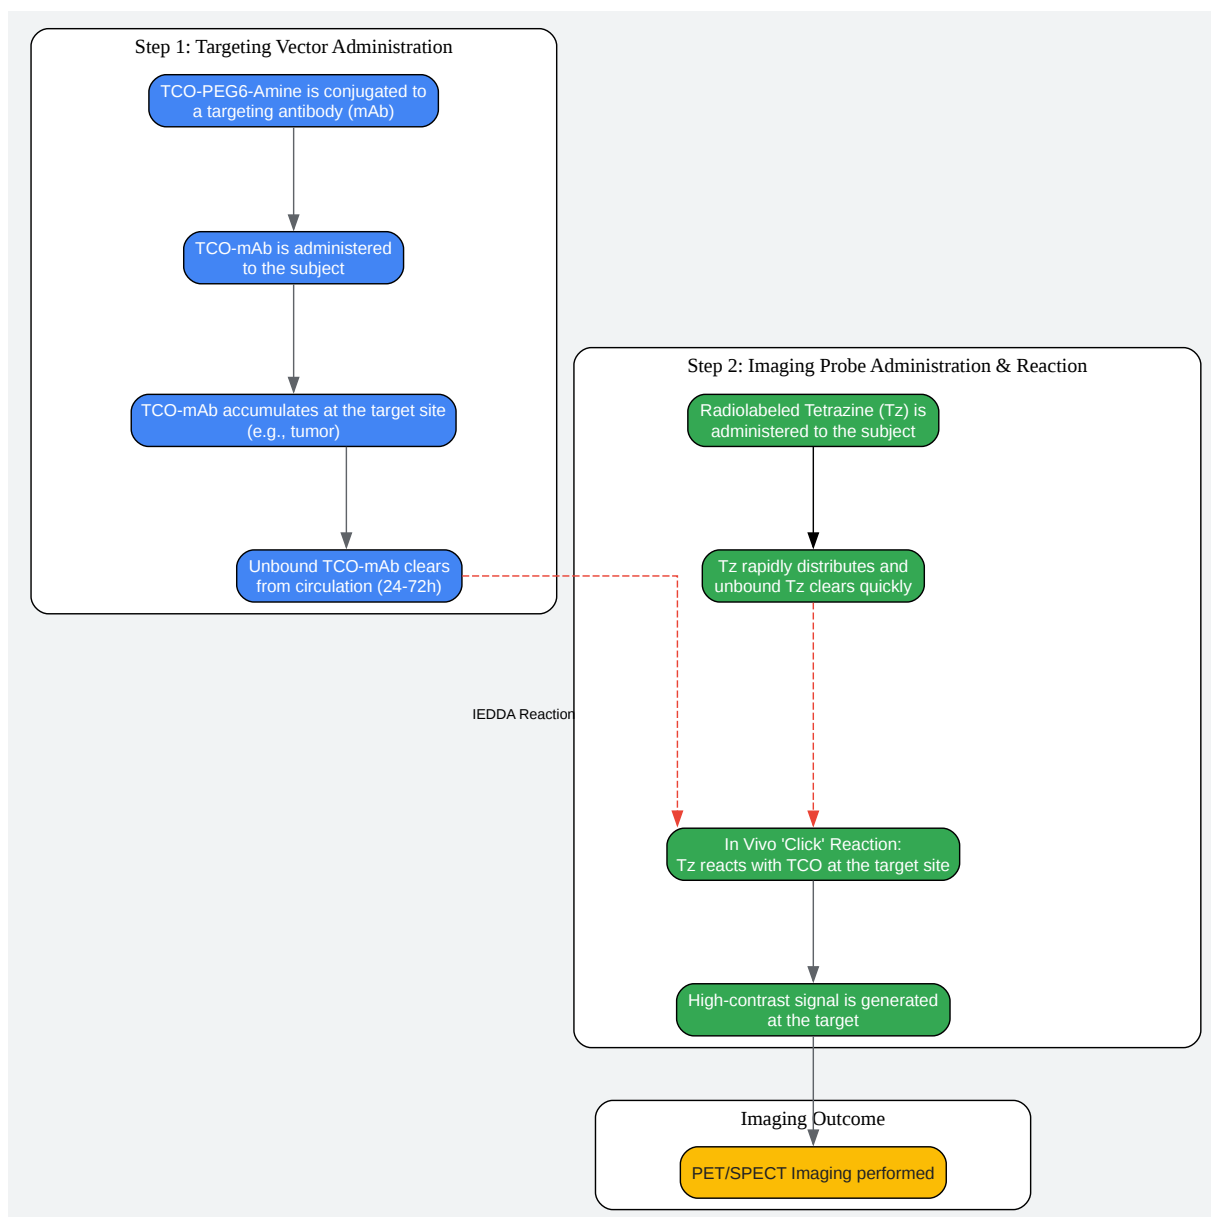 Step 1: Targeting Vector Administration
TCO-PEG6-Amine is conjugated to
a targeting antibody (mAb)
TCO-mAb is administered
to the subject
TCO-mAb accumulates at the target site
(e.g., tumor)
Unbound TCO-mAb clears
from circulation (24-72h)
IEDDA Reaction
Step 2: Imaging Probe Administration & Reaction
Radiolabeled Tetrazine (Tz) is
administered to the subject
Tz rapidly distributes and
unbound Tz clears quickly
In Vivo 'Click' Reaction:
Tz reacts with TCO at the target site
High-contrast signal is generated
at the target
Imaging Outcome
PET/SPECT Imaging performed